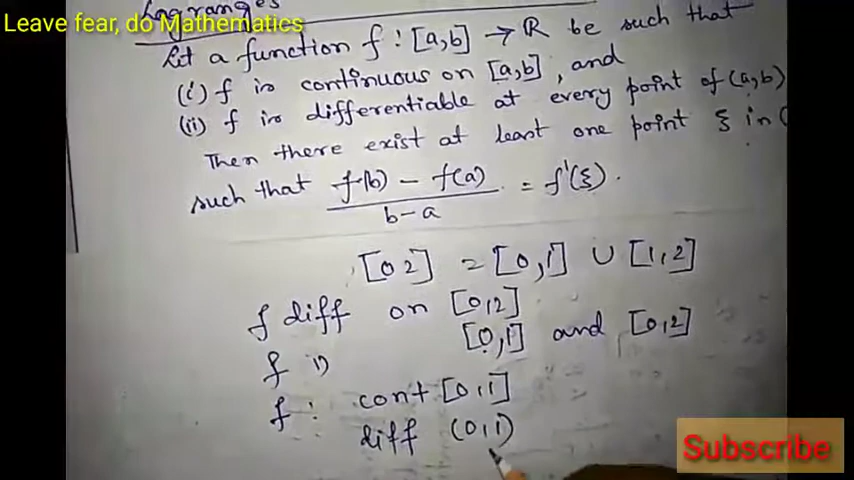 Lagranges
Leave fear, do Mathematics
Let a function f : [a,b] → ℝ be such that
(i) f is continuous on [a,b], and
(ii) f is differentiable at every point of (a,b)
Then there exist at least one point ξ in (
such that f(b) - f(a) / b-a = f'(ξ).
[0 2] = [0,1] ∪ [1,2]
f diff on [0,2]
f ") [0,1] and [0,2]
f : cont [0,1]
diff (0,1)
Subscribe